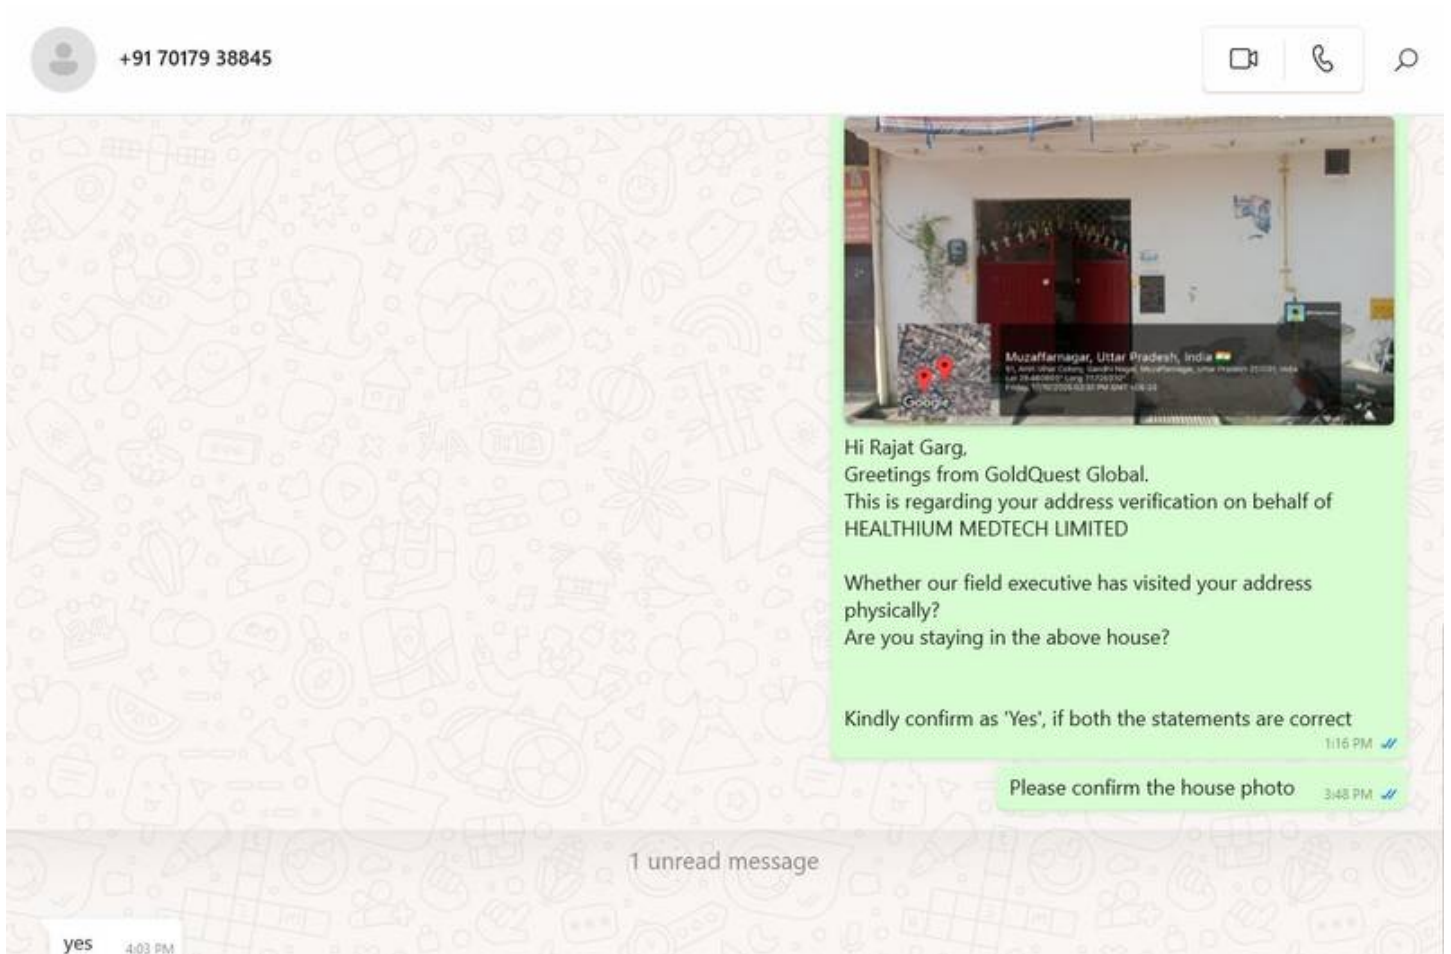 +91 70179 38845
Muzaffarnagar, Uttar Pradesh, India
Google
Hi Rajat Garg,
Greetings from GoldQuest Global.
This is regarding your address verification on behalf of
HEALTHIUM MEDTECH LIMITED
Whether our field executive has visited your address
physically?
Are you staying in the above house?
Kindly confirm as 'Yes', if both the statements are correct
1:16 PM
Please confirm the house photo
3:48 PM
1 unread message
yes
4:03 PM